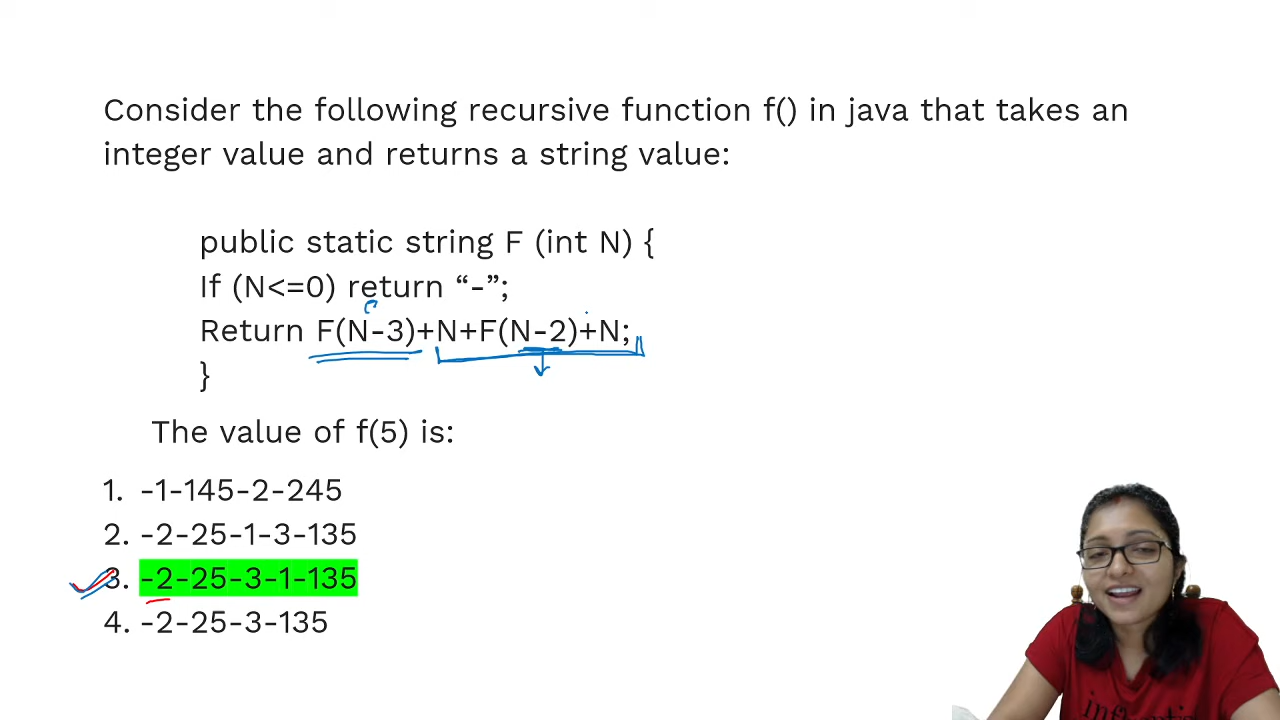 Consider the following recursive function f() in java that takes an
integer value and returns a string value:
public static string F (int N) {
If (N<=0) return “-”;
Return F(N-3)+N+F(N-2)+N;
}
The value of f(5) is:
1. -1-145-2-245
2. -2-25-1-3-135
3. -2-25-3-1-135
4. -2-25-3-135